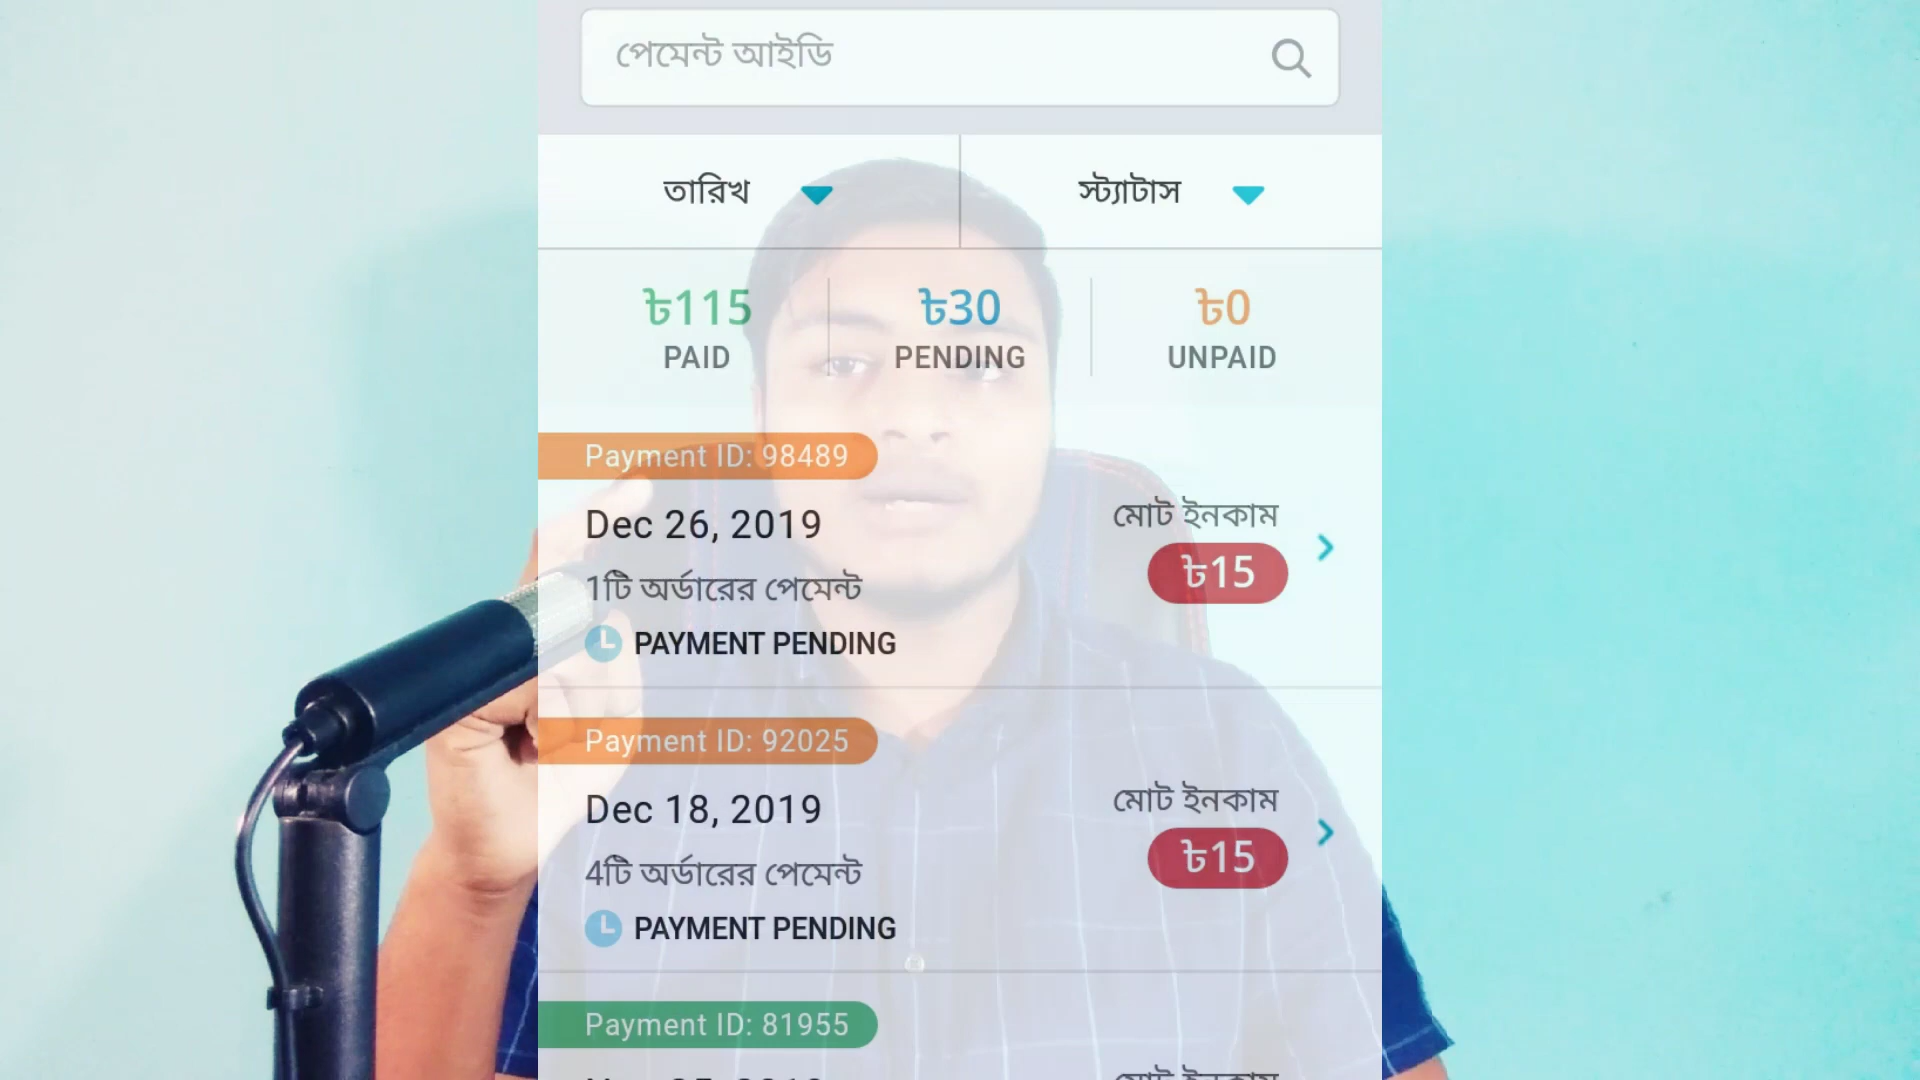 পেমেন্ট আইডি
তারিখ
স্ট্যাটাস
৳115
PAID
৳30
PENDING
৳0
UNPAID
Payment ID: 98489
Dec 26, 2019
1টি অর্ডারের পেমেন্ট
PAYMENT PENDING
মোট ইনকাম
৳15
Payment ID: 92025
Dec 18, 2019
4টি অর্ডারের পেমেন্ট
PAYMENT PENDING
মোট ইনকাম
৳15
Payment ID: 81955